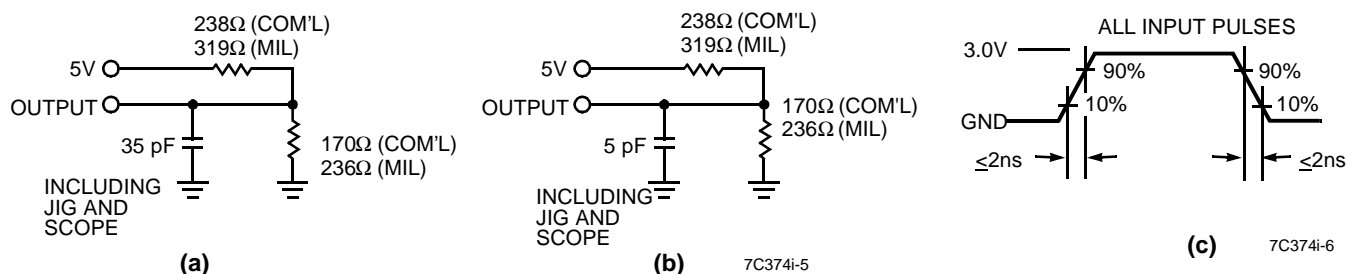 238Ω (COM'L)
319Ω (MIL)
5V
OUTPUT
35 pF
170Ω (COM'L)
236Ω (MIL)
INCLUDING
JIG AND
SCOPE
(a)
238Ω (COM'L)
319Ω (MIL)
5V
OUTPUT
5 pF
170Ω (COM'L)
236Ω (MIL)
INCLUDING
JIG AND
SCOPE
(b)
7C374i-5
ALL INPUT PULSES
3.0V
90%
10%
GND
≤2ns
90%
10%
≤2ns
(c)
7C374i-6